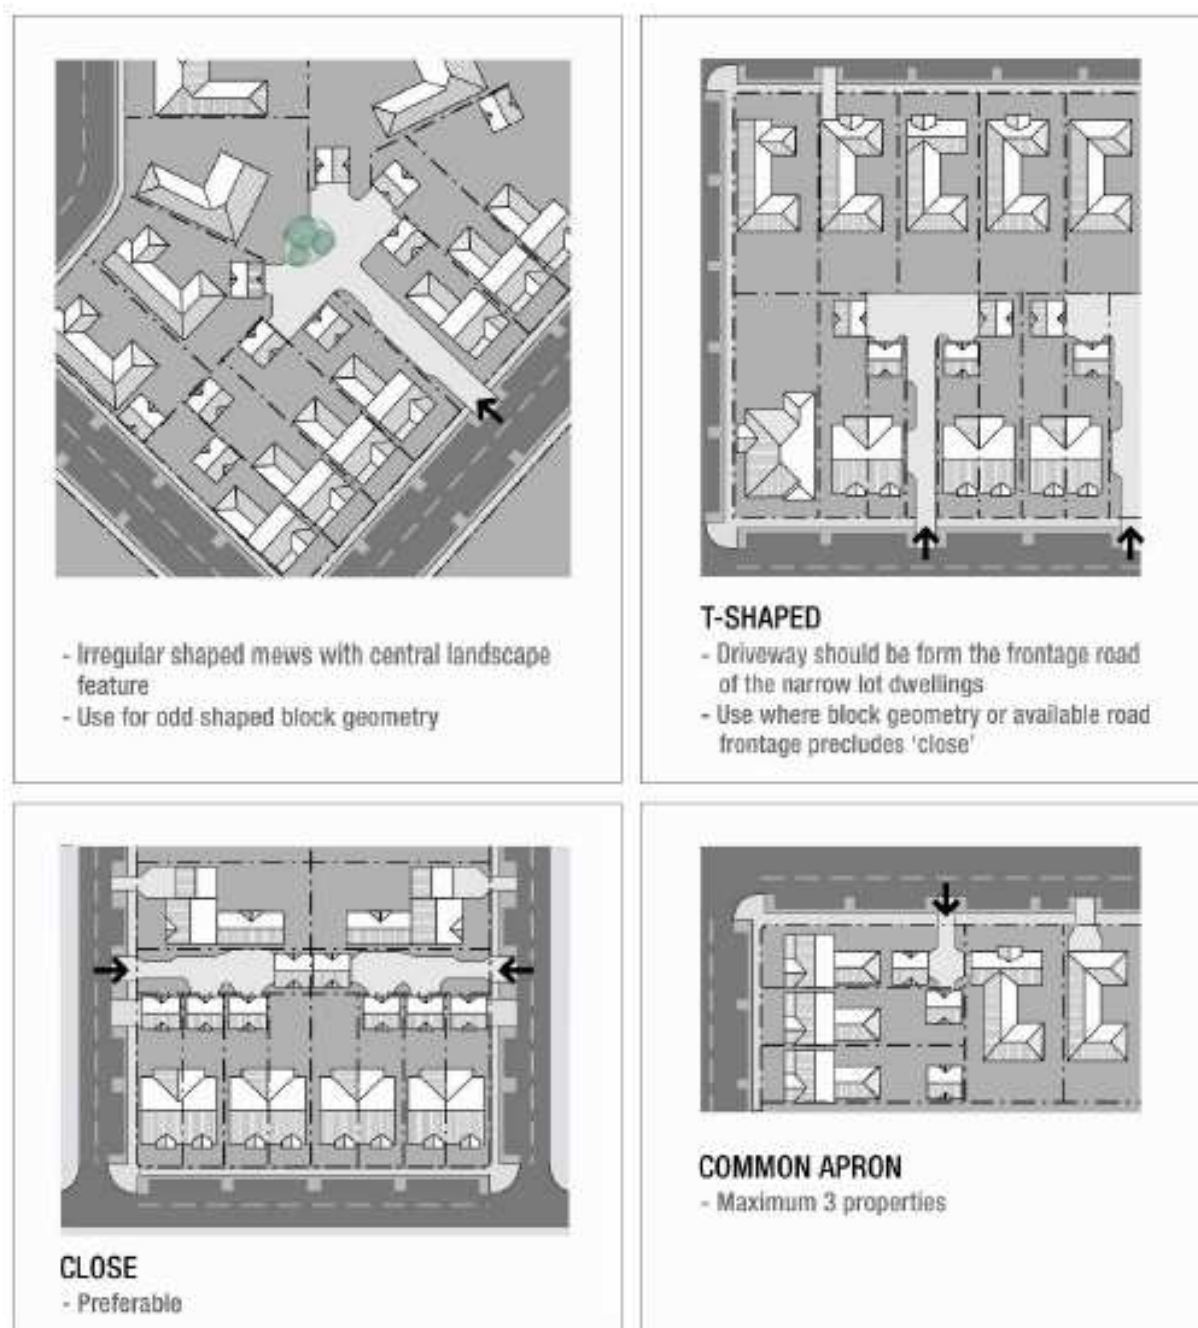 - Irregular shaped mews with central landscape
feature
- Use for odd shaped block geometry
T-SHAPED
- Driveway should be form the frontage road
of the narrow lot dwellings
- Use where block geometry or available road
frontage precludes 'close'
CLOSE
- Preferable
COMMON APRON
- Maximum 3 properties